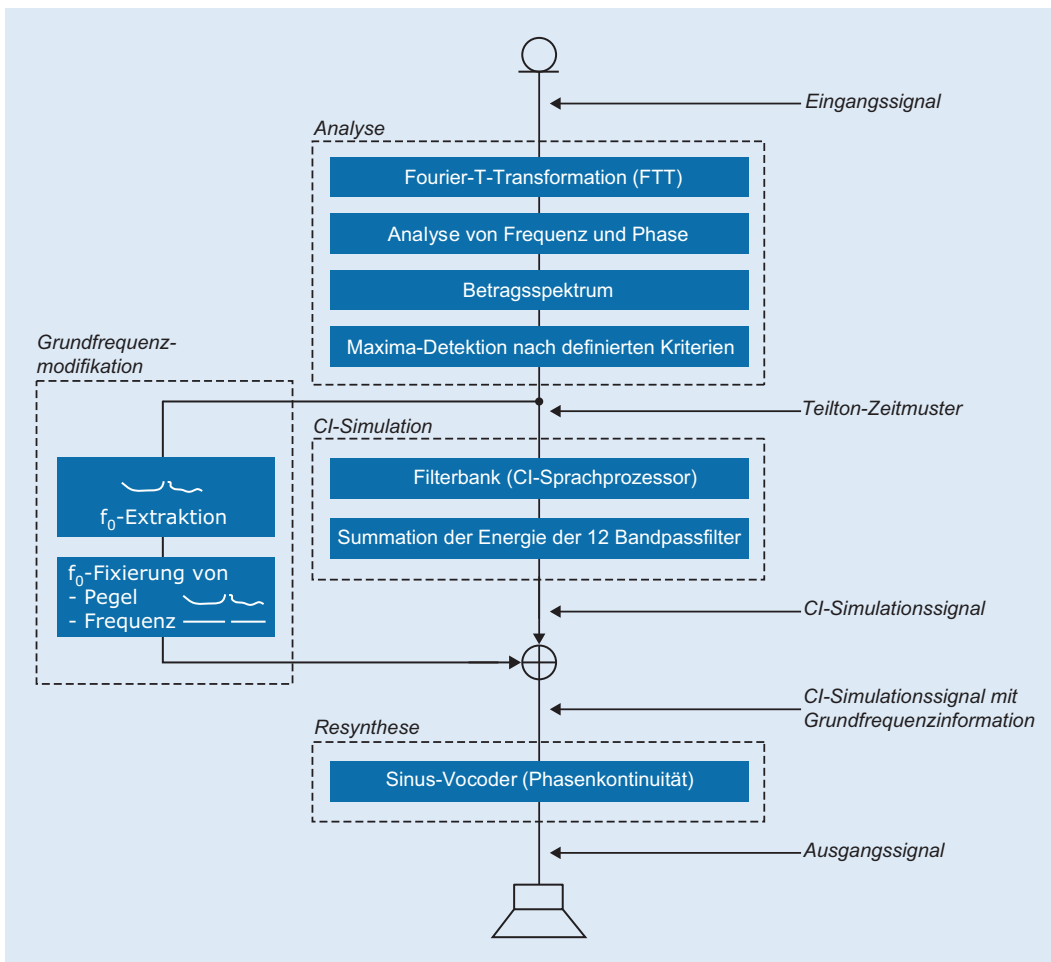 Eingangssignal
Analyse
Fourier-T-Transformation (FTT)
Analyse von Frequenz und Phase
Betragsspektrum
Maxima-Detektion nach definierten Kriterien
Grundfrequenz-
modifikation
Teilton-Zeitmuster
CI-Simulation
Filterbank (CI-Sprachprozessor)
Summation der Energie der 12 Bandpassfilter
f₀-Extraktion
f₀-Fixierung von
- Pegel
- Frequenz
CI-Simulationssignal
CI-Simulationssignal mit
Grundfrequenzinformation
Resynthese
Sinus-Vocoder (Phasenkontinuität)
Ausgangssignal